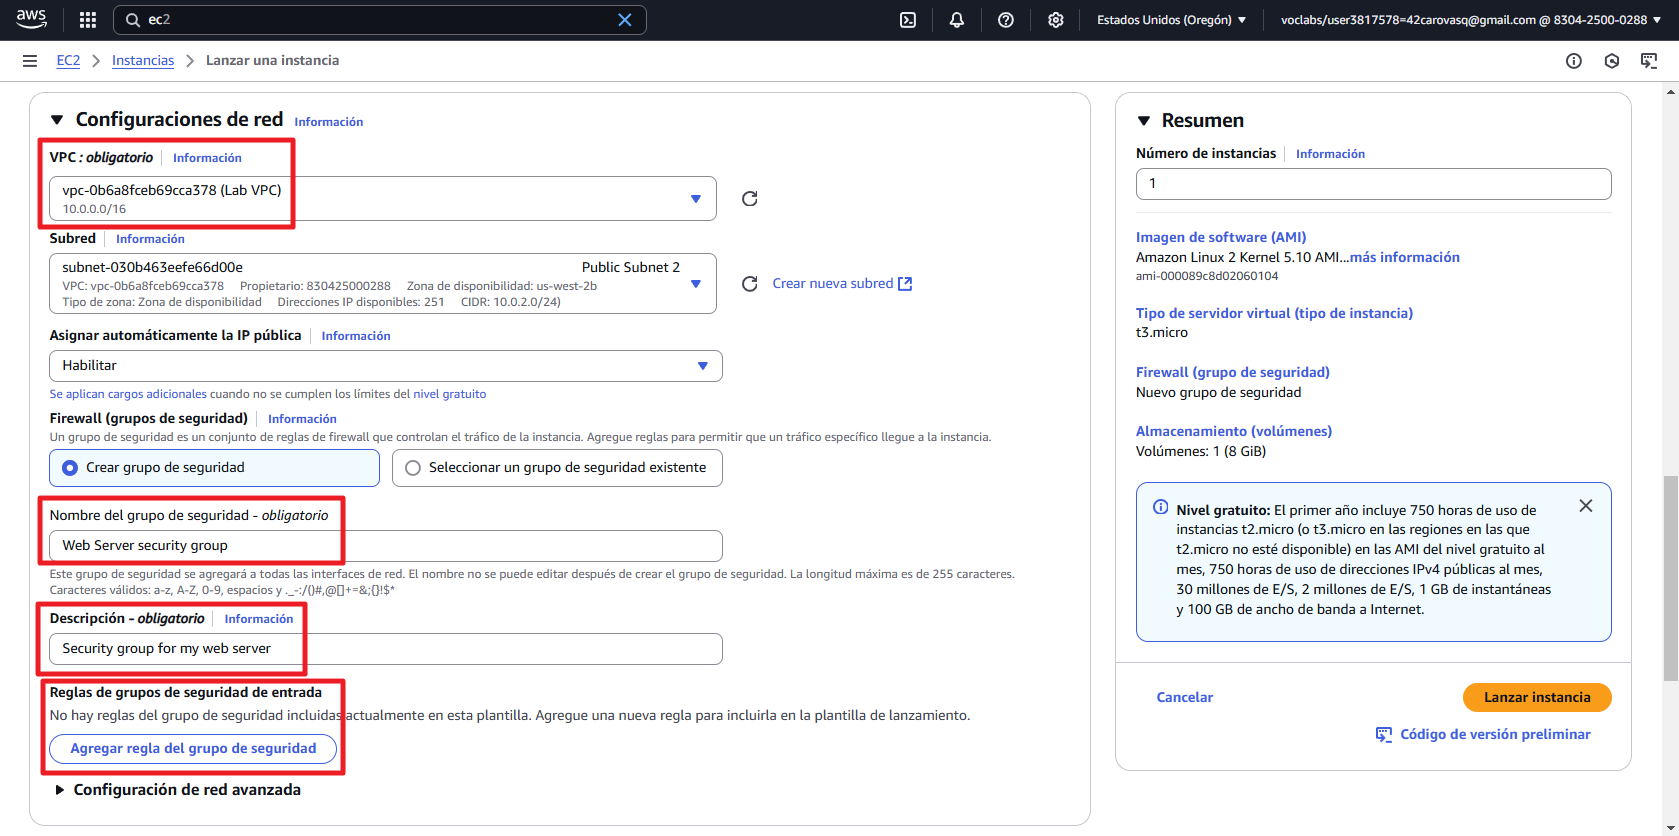 aws
ec2
Estados Unidos (Oregón)
voclabs/user3817578=42carovasq@gmail.com @ 8304-2500-0288
EC2
Instancias
Lanzar una instancia
Configuraciones de red
Información
VPC : obligatorio
Información
vpc-0b6a8fceb69cca378 (Lab VPC)
10.0.0.0/16
Subred
Información
subnet-030b463eefe66d00e
Public Subnet 2
VPC: vpc-0b6a8fceb69cca378 Propietario: 830425000288 Zona de disponibilidad: us-west-2b
Tipo de zona: Zona de disponibilidad Direcciones IP disponibles: 251 CIDR: 10.0.2.0/24)
Crear nueva subred
Asignar automáticamente la IP pública
Información
Habilitar
Se aplican cargos adicionales cuando no se cumplen los límites del nivel gratuito
Firewall (grupos de seguridad)
Información
Un grupo de seguridad es un conjunto de reglas de firewall que controlan el tráfico de la instancia. Agregue reglas para permitir que un tráfico específico llegue a la instancia.
Crear grupo de seguridad
Seleccionar un grupo de seguridad existente
Nombre del grupo de seguridad - obligatorio
Web Server security group
Este grupo de seguridad se agregará a todas las interfaces de red. El nombre no se puede editar después de crear el grupo de seguridad. La longitud máxima es de 255 caracteres.
Caracteres válidos: a-z, A-Z, 0-9, espacios y ._-:/()#,@[]+=&;{}!$*
Descripción - obligatorio
Información
Security group for my web server
Reglas de grupos de seguridad de entrada
No hay reglas del grupo de seguridad incluidas actualmente en esta plantilla. Agregue una nueva regla para incluirla en la plantilla de lanzamiento.
Agregar regla del grupo de seguridad
Configuración de red avanzada
Resumen
Número de instancias
Información
1
Imagen de software (AMI)
Amazon Linux 2 Kernel 5.10 AMI...más información
ami-000089c8d02060104
Tipo de servidor virtual (tipo de instancia)
t3.micro
Firewall (grupo de seguridad)
Nuevo grupo de seguridad
Almacenamiento (volúmenes)
Volúmenes: 1 (8 GiB)
Nivel gratuito: El primer año incluye 750 horas de uso de
instancias t2.micro (o t3.micro en las regiones en las que
t2.micro no esté disponible) en las AMI del nivel gratuito al
mes, 750 horas de uso de direcciones IPv4 públicas al mes,
30 millones de E/S, 2 millones de E/S, 1 GB de instantáneas
y 100 GB de ancho de banda a Internet.
Cancelar
Lanzar instancia
Código de versión preliminar